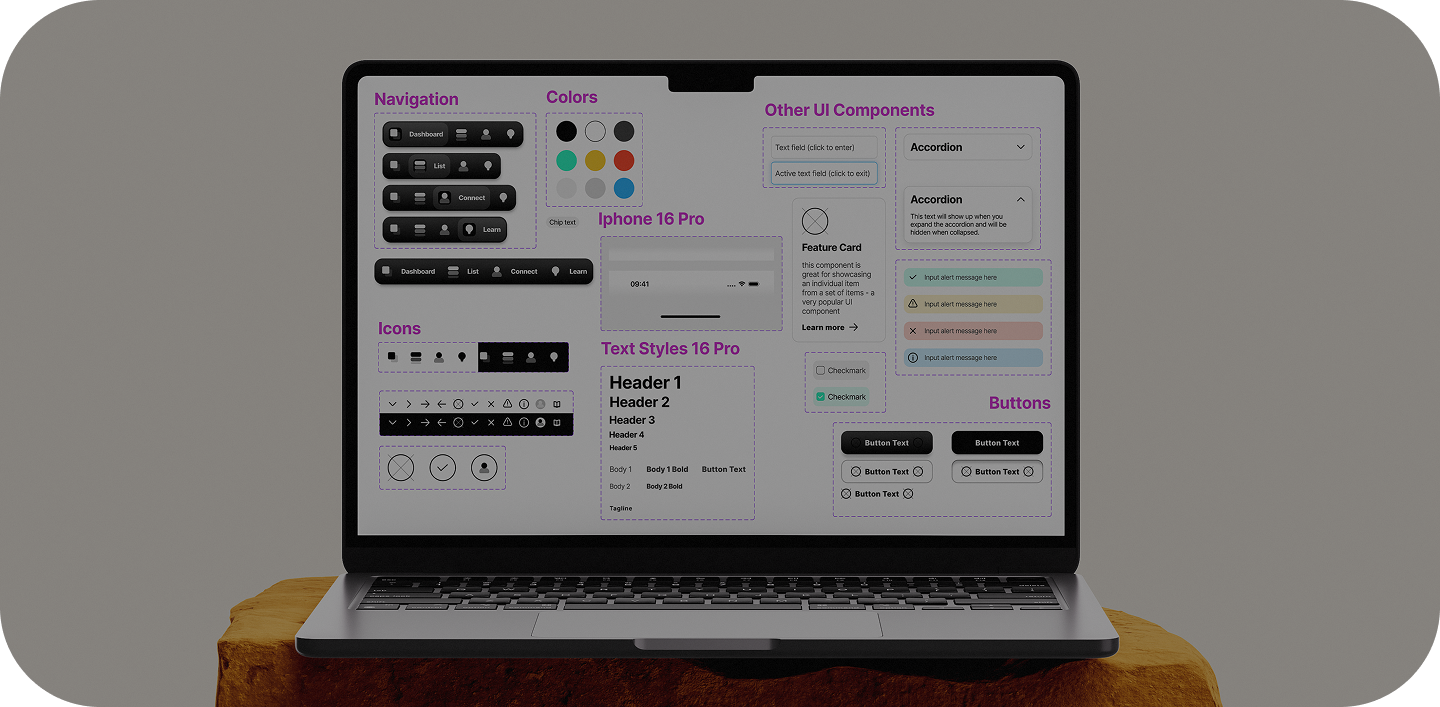 Navigation
Dashboard
List
Connect
Learn
Dashboard List Connect Learn
Icons
Colors
Chip text
Iphone 16 Pro
09:41
Text Styles 16 Pro
Header 1
Header 2
Header 3
Header 4
Header 5
Body 1 Body 1 Bold Button Text
Body 2 Body 2 Bold
Tagline
Other UI Components
Text field (click to enter)
Active text field (click to exit)
Feature Card
this component is
great for showcasing
an individual item
from a set of items - a
very popular UI
component
Learn more
Checkmark
Checkmark
Accordion
Accordion
This text will show up when you
expand the accordion and will be
hidden when collapsed.
Input alert message here
Input alert message here
Input alert message here
Input alert message here
Buttons
Button Text Button Text
Button Text Button Text
Button Text